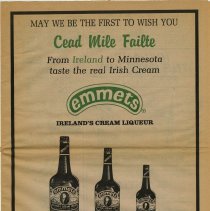 MAY WE BE THE FIRST TO WISH YOU
Cead Mile Failte
From Ireland to Minnesota
taste the real Irish Cream
emmets
IRELAND'S CREAM LIQUEUR